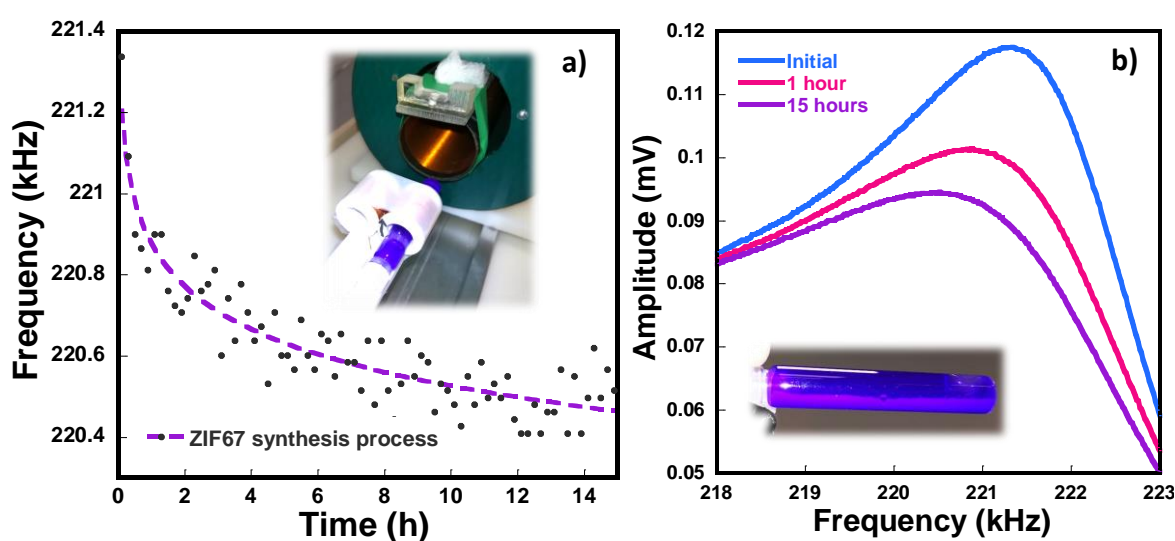 a)
221.4
221.2
221
220.8
220.6
220.4
Frequency (kHz)
ZIF67 synthesis process
0 2 4 6 8 10 12 14
Time (h)
b)
0.12
0.11
0.1
0.09
0.08
0.07
0.06
0.05
Amplitude (mV)
Initial
1 hour
15 hours
218 219 220 221 222 223
Frequency (kHz)